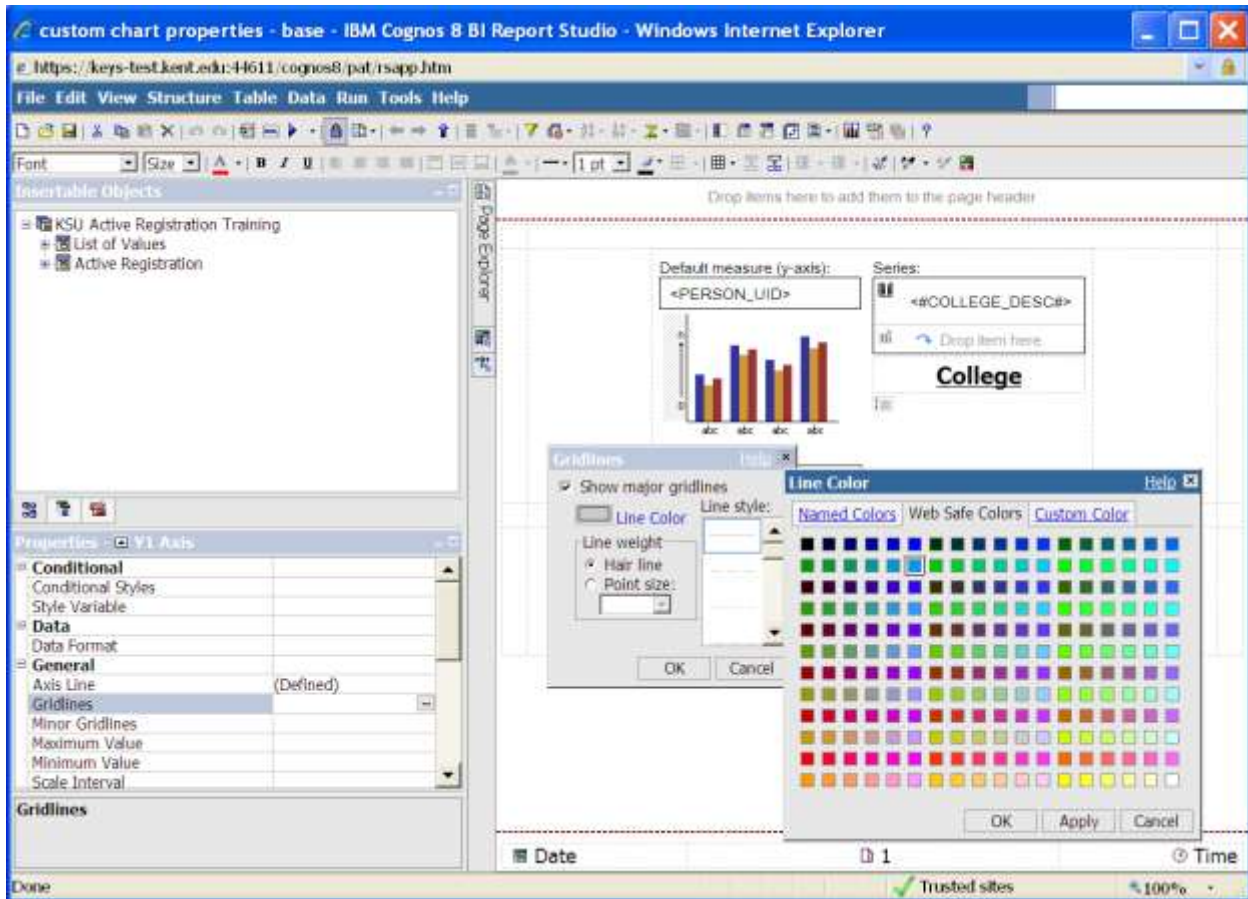 custom chart properties - base - IBM Cognos 8 BI Report Studio - Windows Internet Explorer
https://keys-test.kent.edu:44611/cognos8/pat/rsapp.htm
File Edit View Structure Table Data Run Tools Help
Font Size A B I U 1 pt
Insertable Objects
KSU Active Registration Training
List of Values
Active Registration
Page Explorer
Drop items here to add them to the page header
Default measure (y-axis):
<PERSON_UID>
Series:
<#COLLEGE_DESC#>
Drop item here
College
abc abc abc abc
Gridlines Help
Show major gridlines
Line Color
Line style:
Line weight
Hair line
Point size:
OK Cancel
Line Color Help
Named Colors Web Safe Colors Custom Color
OK Apply Cancel
Properties - Y1 Axis
Conditional
Conditional Styles
Style Variable
Data
Data Format
General
Axis Line (Defined)
Gridlines
Minor Gridlines
Maximum Value
Minimum Value
Scale Interval
Gridlines
Date 1 Time
Done Trusted sites 100%